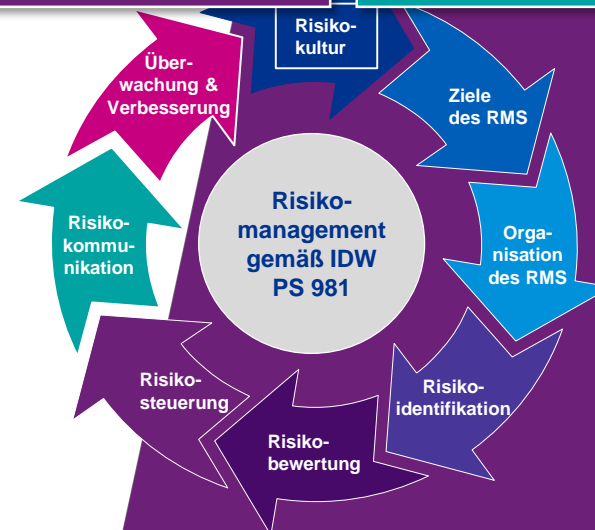 Risiko-
kultur
Ziele
des RMS
Orga-
nisation
des RMS
Risiko-
identifikation
Risiko-
bewertung
Risiko-
steuerung
Risiko-
kommu-
nikation
Über-
wachung &
Verbesserung
Risiko-
management
gemäß IDW
PS 981